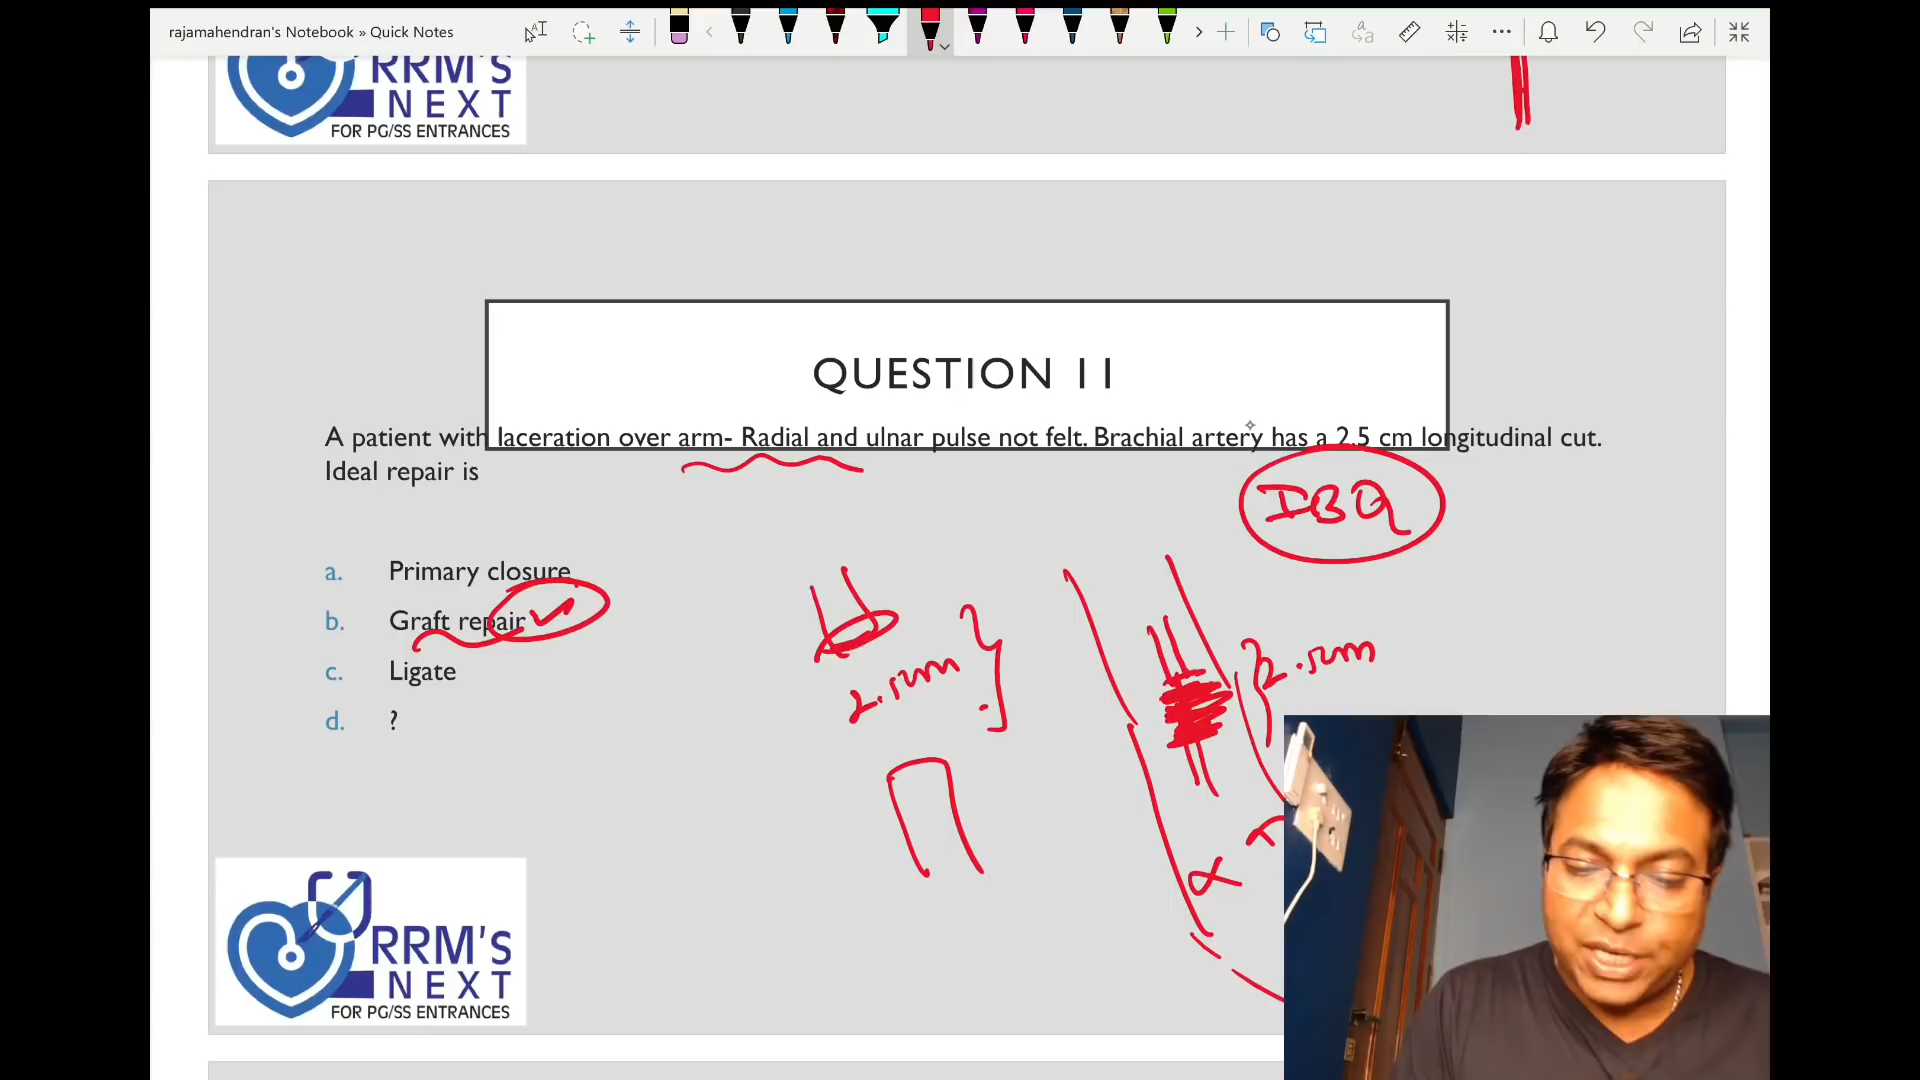 rajamahendran's Notebook » Quick Notes
RRM'S
NEXT
FOR PG/SS ENTRANCES
QUESTION 11
A patient with laceration over arm- Radial and ulnar pulse not felt. Brachial artery has a 2.5 cm longitudinal cut.
Ideal repair is
IBQ
a. Primary closure
b. Graft repair
c. Ligate
d. ?
2.5cm
2.5cm
RRM'S
NEXT
FOR PG/SS ENTRANCES